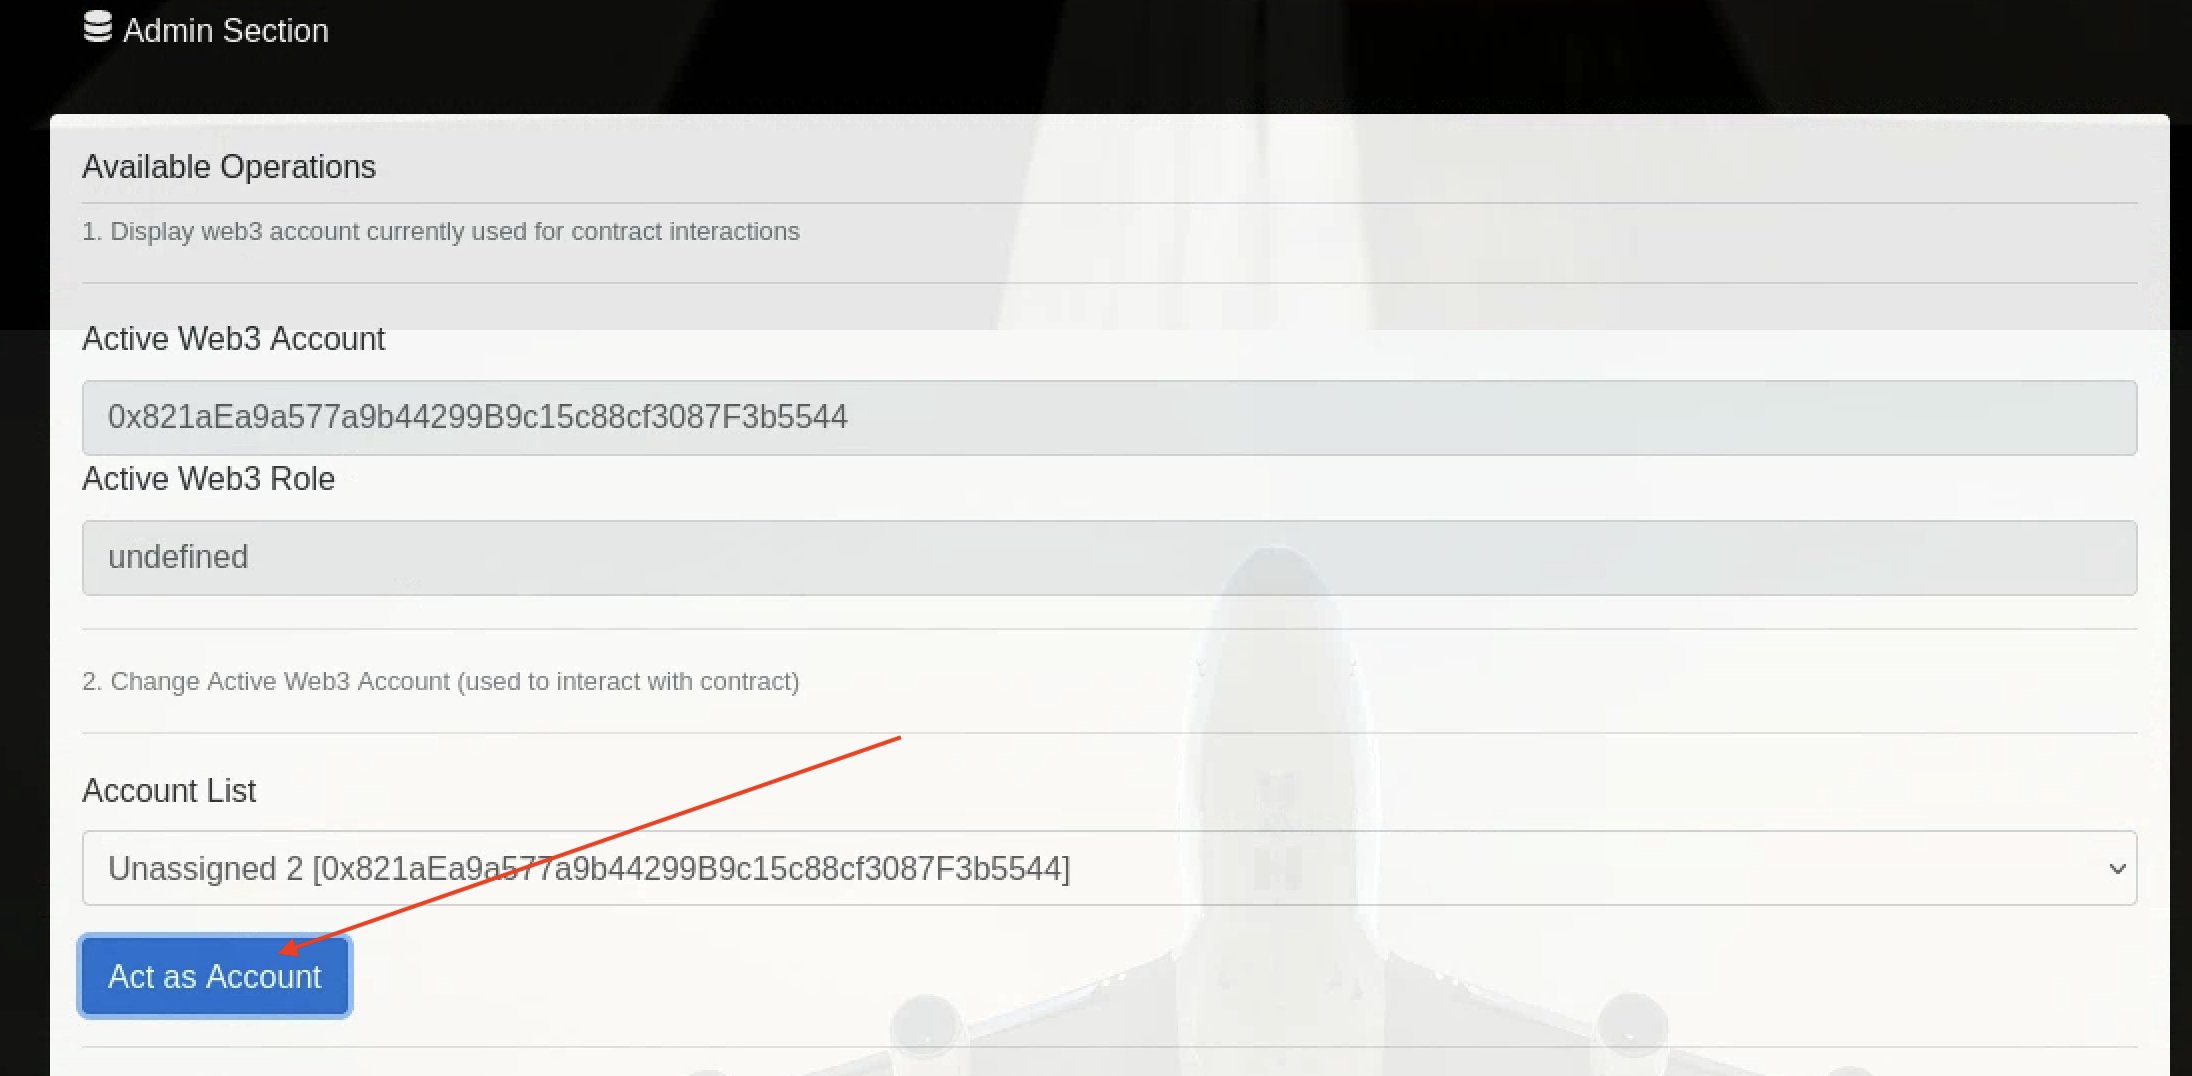 Admin Section
Available Operations
1. Display web3 account currently used for contract interactions
Active Web3 Account
0x821aEa9a577a9b44299B9c15c88cf3087F3b5544
Active Web3 Role
undefined
2. Change Active Web3 Account (used to interact with contract)
Account List
Unassigned 2 [0x821aEa9a577a9b44299B9c15c88cf3087F3b5544]
Act as Account